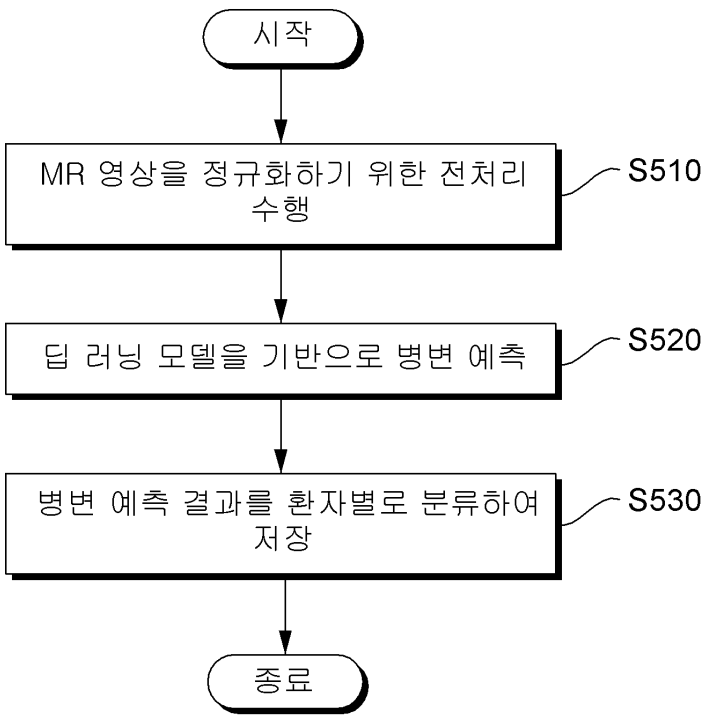 시작
MR 영상을 정규화하기 위한 전처리
수행
S510
딥 러닝 모델을 기반으로 병변 예측
S520
병변 예측 결과를 환자별로 분류하여
저장
S530
종료